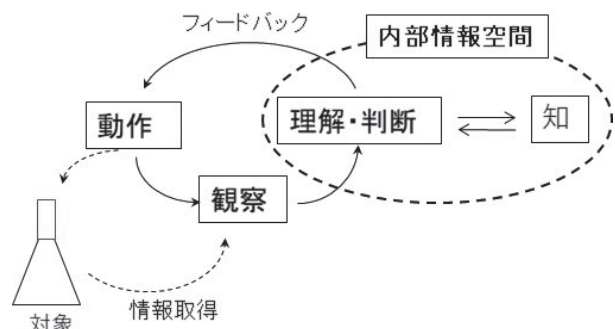 フィードバック
内部情報空間
動作
理解・判断
知
観察
情報取得
対象